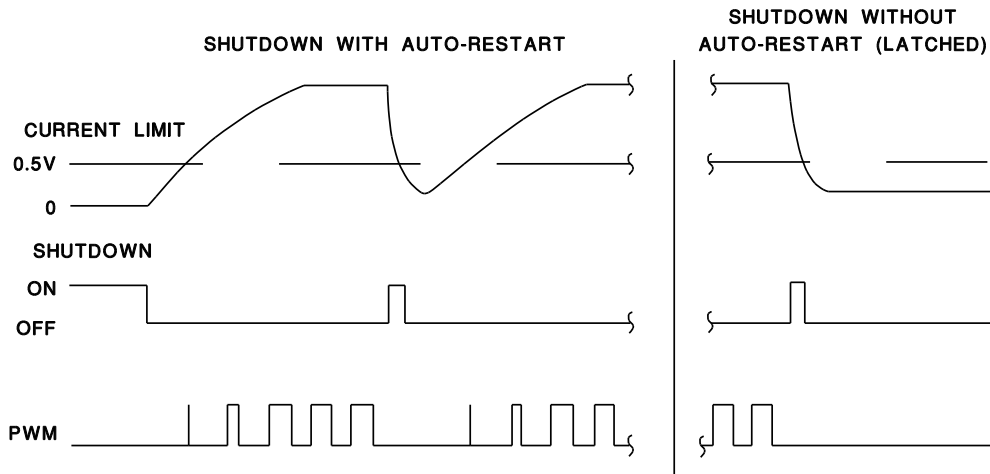 SHUTDOWN WITH AUTO-RESTART
SHUTDOWN WITHOUT
AUTO-RESTART (LATCHED)
CURRENT LIMIT
0.5V
0
SHUTDOWN
ON
OFF
PWM